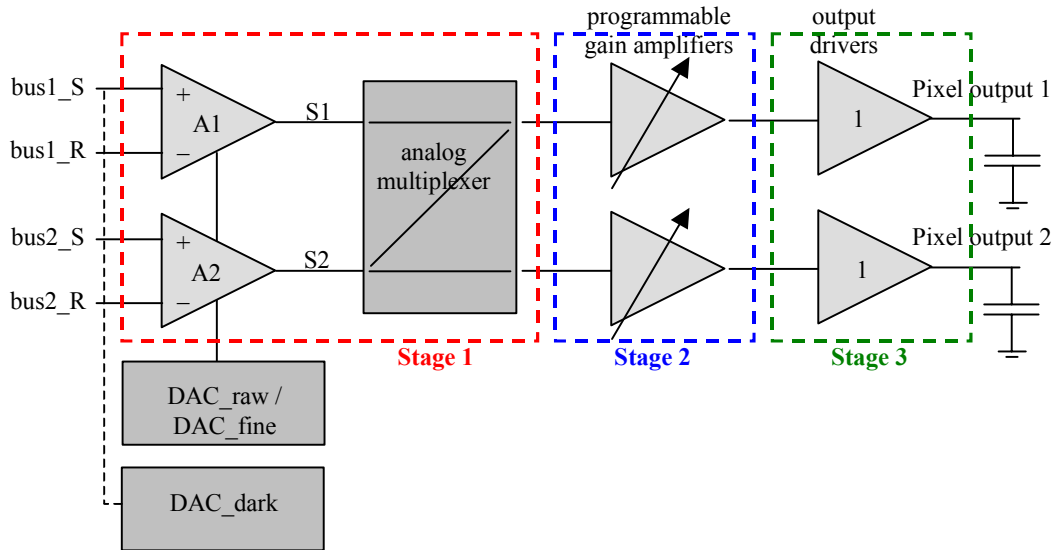 programmable
gain amplifiers
output
drivers
bus1_S
+
A1
−
bus1_R
S1
analog
multiplexer
1
Pixel output 1
bus2_S
+
A2
−
bus2_R
S2
1
Pixel output 2
Stage 1
Stage 2
Stage 3
DAC_raw /
DAC_fine
DAC_dark